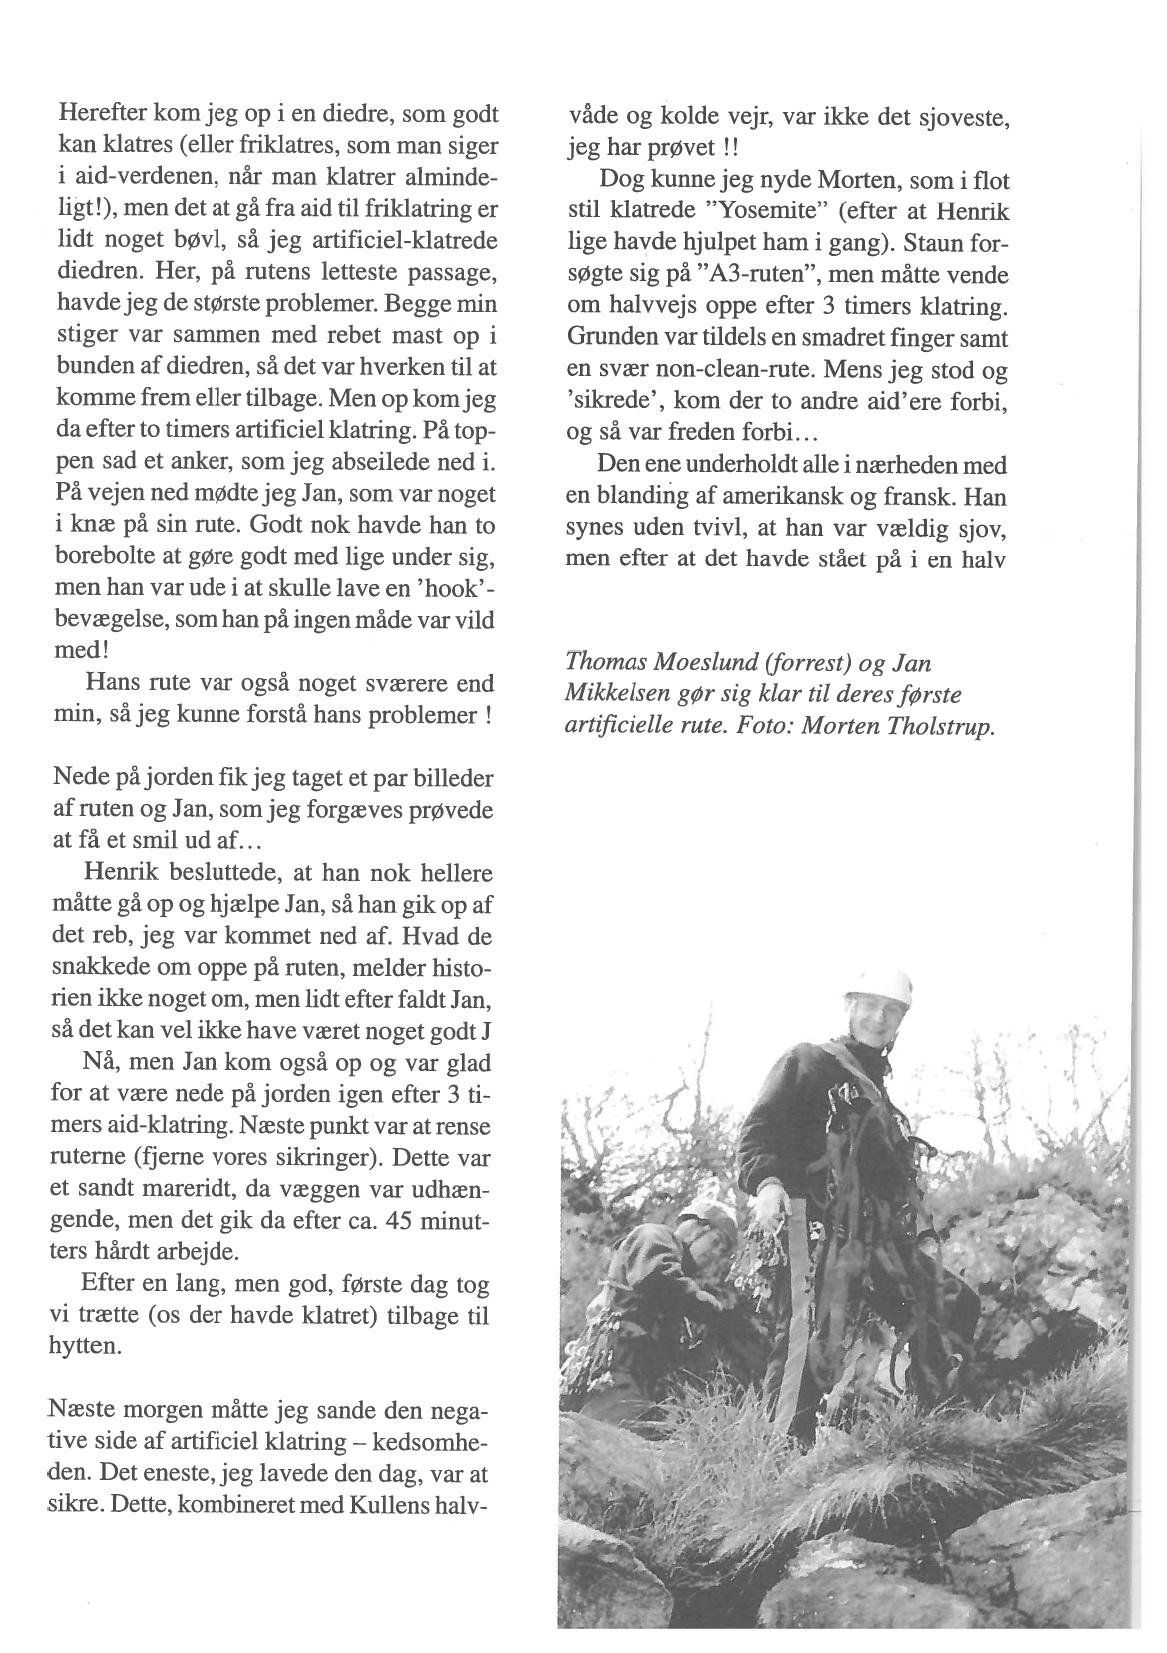 Herefter kom jeg op i en diedre, som godt
kan klatres (eller friklatres, som man siger
i aid-verdenen, når man klatrer alminde-
ligt!), men det at gå fra aid til friklatring er
lidt noget bøvl, så jeg artificiel-klatrede
diedren. Her, på rutens letteste passage,
havde jeg de største problemer. Begge min
stiger var sammen med rebet mast op i
bunden af diedren, så det var hverken til at
komme frem eller tilbage. Men op kom jeg
da efter to timers artificiel klatring. På top-
pen sad et anker, som jeg abseilede ned i.
På vejen ned mødte jeg Jan, som var noget
i knæ på sin rute. Godt nok havde han to
borebolte at gøre godt med lige under sig,
men han var ude i at skulle lave en ’hook’-
bevægelse, som han på ingen måde var vild
med!
Hans rute var også noget sværere end
min, så jeg kunne forstå hans problemer !
Nede på jorden fik jeg taget et par billeder
af ruten og Jan, som jeg forgæves prøvede
at få et smil ud af…
Henrik besluttede, at han nok hellere
måtte gå op og hjælpe Jan, så han gik op af
det reb, jeg var kommet ned af. Hvad de
snakkede om oppe på ruten, melder histo-
rien ikke noget om, men lidt efter faldt Jan,
så det kan vel ikke have været noget godt J
Nå, men Jan kom også op og var glad
for at være nede på jorden igen efter 3 ti-
mers aid-klatring. Næste punkt var at rense
ruterne (fjerne vores sikringer). Dette var
et sandt mareridt, da væggen var udhæn-
gende, men det gik da efter ca. 45 minut-
ters hårdt arbejde.
Efter en lang, men god, første dag tog
vi trætte (os der havde klatret) tilbage til
hytten.
Næste morgen måtte jeg sande den nega-
tive side af artificiel klatring – kedsomhe-
den. Det eneste, jeg lavede den dag, var at
sikre. Dette, kombineret med Kullens halv-
våde og kolde vejr, var ikke det sjoveste,
jeg har prøvet !!
Dog kunne jeg nyde Morten, som i flot
stil klatrede ”Yosemite” (efter at Henrik
lige havde hjulpet ham i gang). Staun for-
søgte sig på ”A3-ruten”, men måtte vende
om halvvejs oppe efter 3 timers klatring.
Grunden var tildels en smadret finger samt
en svær non-clean-rute. Mens jeg stod og
’sikrede’, kom der to andre aid’ere forbi,
og så var freden forbi…
Den ene underholdt alle i nærheden med
en blanding af amerikansk og fransk. Han
synes uden tvivl, at han var vældig sjov,
men efter at det havde stået på i en halv
Thomas Moeslund (forrest) og Jan
Mikkelsen gør sig klar til deres første
artificielle rute. Foto: Morten Tholstrup.